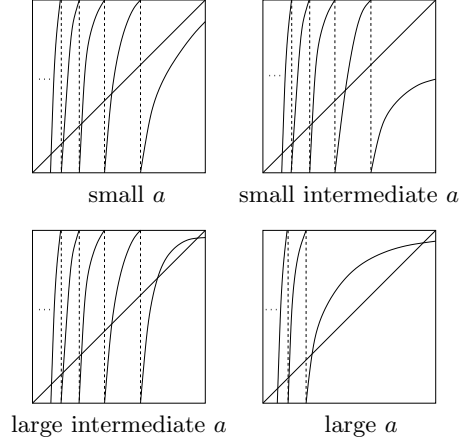 ...
...
small a
small intermediate a
...
...
large intermediate a
large a